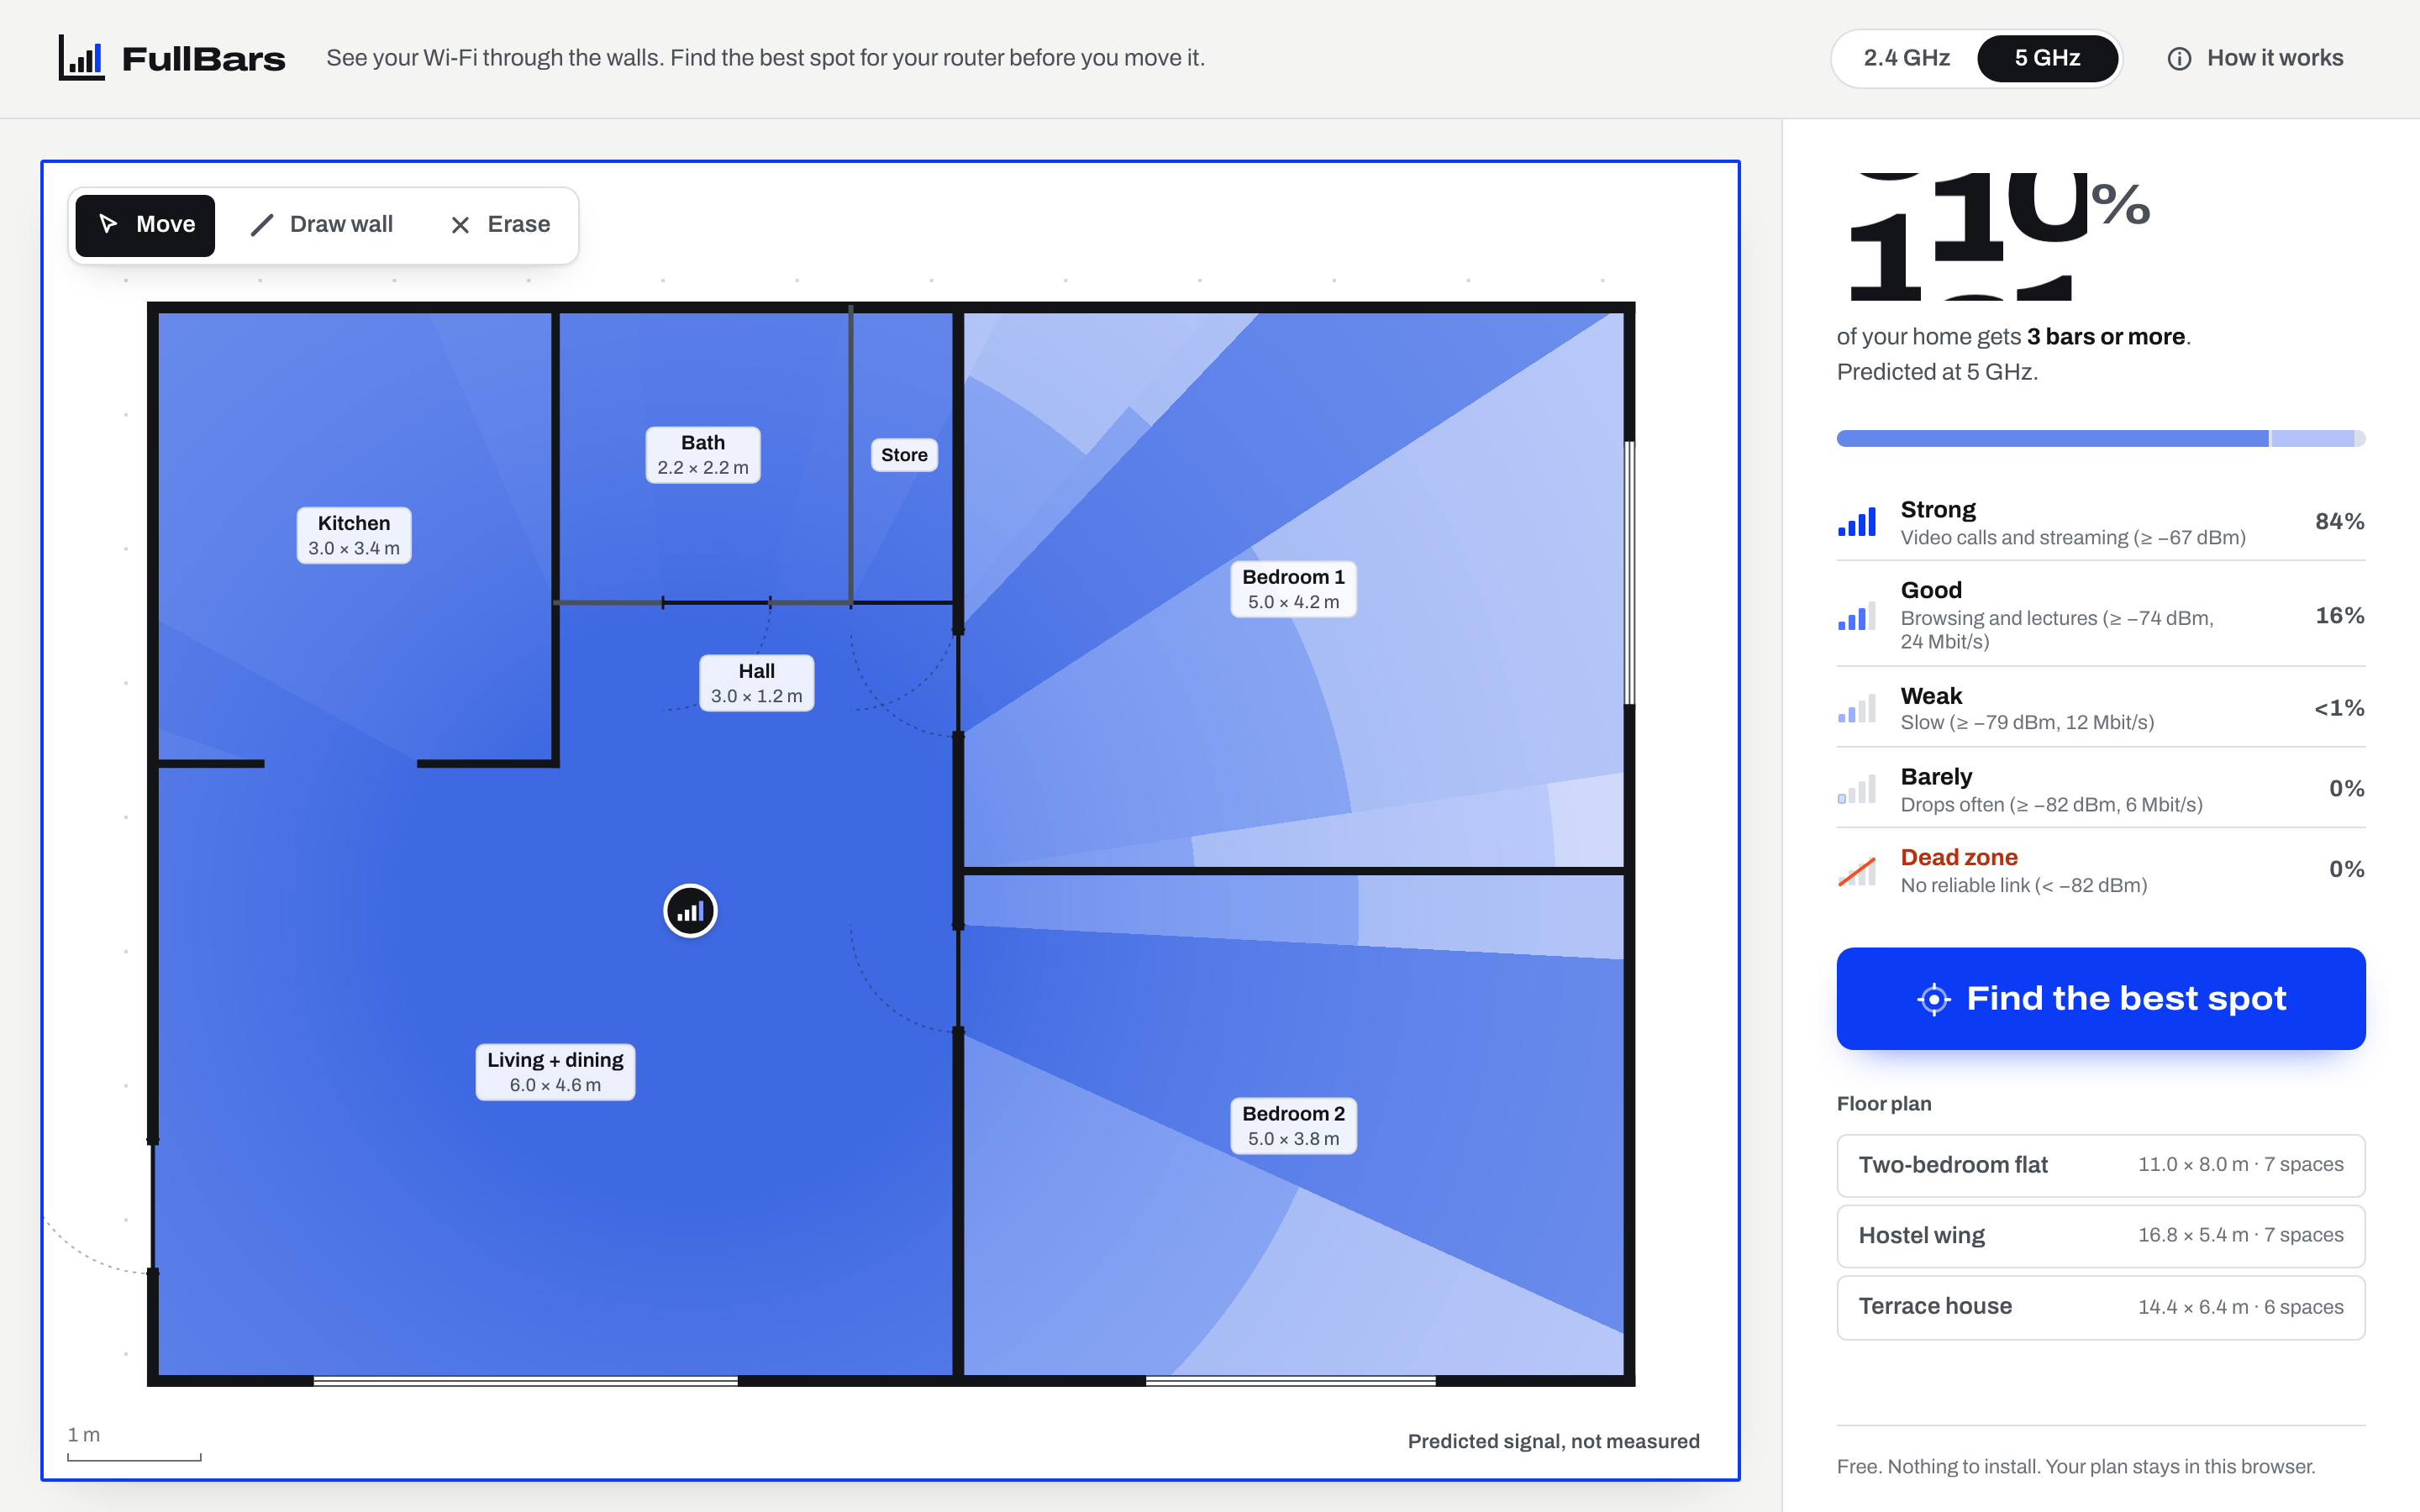 FullBars
See your Wi-Fi through the walls. Find the best spot for your router before you move it.
2.4 GHz
5 GHz
How it works
Move
Draw wall
Erase
Kitchen
3.0 × 3.4 m
Bath
2.2 × 2.2 m
Store
Hall
3.0 × 1.2 m
Bedroom 1
5.0 × 4.2 m
Living + dining
6.0 × 4.6 m
Bedroom 2
5.0 × 3.8 m
1 m
Predicted signal, not measured
%
of your home gets 3 bars or more.
Predicted at 5 GHz.
Strong
Video calls and streaming (≥ −67 dBm)
84%
Good
Browsing and lectures (≥ −74 dBm,
24 Mbit/s)
16%
Weak
Slow (≥ −79 dBm, 12 Mbit/s)
<1%
Barely
Drops often (≥ −82 dBm, 6 Mbit/s)
0%
Dead zone
No reliable link (< −82 dBm)
0%
Find the best spot
Floor plan
Two-bedroom flat
11.0 × 8.0 m · 7 spaces
Hostel wing
16.8 × 5.4 m · 7 spaces
Terrace house
14.4 × 6.4 m · 6 spaces
Free. Nothing to install. Your plan stays in this browser.